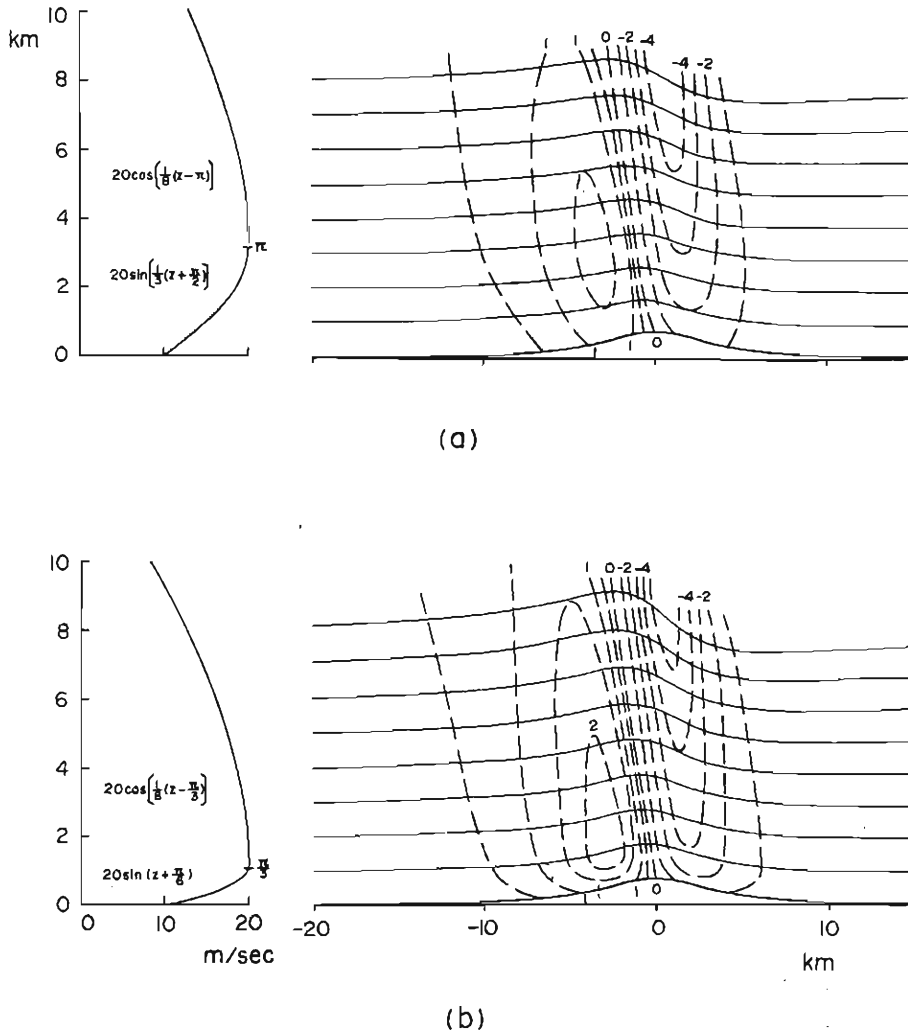 10
km
8
6
4
2
0
20cos[⅛(z-π)]
π
20sin[⅓(z+π/2)]
1 0 -2 -4
-4 -2
0
-10 10
(a)
10
8
6
4
2
0
20cos[⅛(z-π/3)]
20sin(z+π/6)
π/3
0 -2 -4
-4 -2
2
0
0 10 20
m/sec
-20 -10 0 10
km
(b)